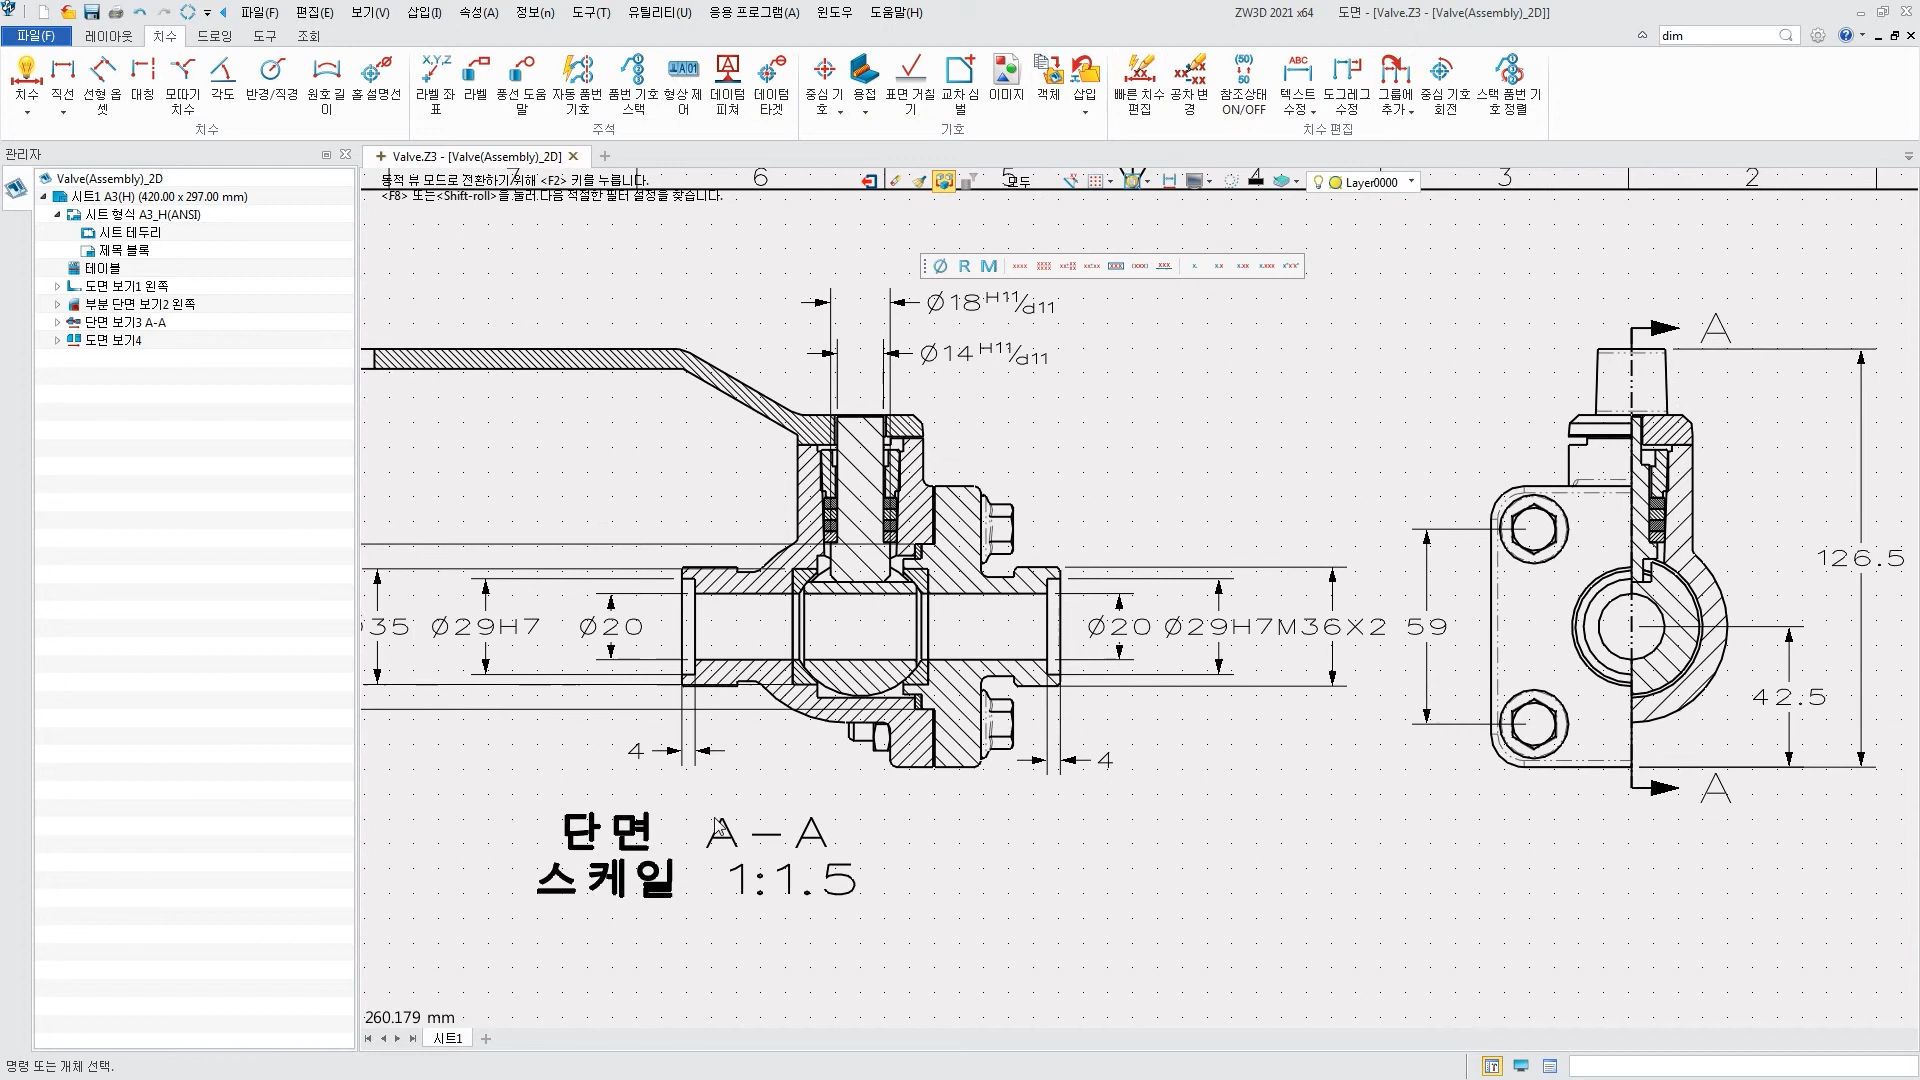 파일(F) 편집(E) 보기(V) 삽입(I) 속성(A) 정보(n) 도구(T) 유틸리티(U) 응용 프로그램(A) 윈도우 도움말(H) ZW3D 2021 x64 도면 - [Valve.Z3 - [Valve(Assembly)_2D]]
파일(F) 레이아웃 치수 드로잉 도구 조회 dim
치수 직선 선형 옵셋 대칭 모따기 치수 각도 반경/직경 원호 길이 홀 설명선
치수
라벨 좌표 라벨 풍선 도움말 자동 품번 기호 품번 기호 스택 형상 제어 데이텀 피쳐 데이텀 타겟
주석
중심 기호 용접 표면 거칠기 교차 심벌 이미지 객체 삽입
기호
빠른 치수 편집 공차 변경 참조상태 ON/OFF 텍스트 수정 도그레그 수정 그룹에 추가 중심 기호 회전 스택 품번 기호 정렬
치수 편집
관리자
Valve.Z3 - [Valve(Assembly)_2D]
Valve(Assembly)_2D
시트1 A3(H) (420.00 x 297.00 mm)
시트 형식 A3_H(ANSI)
시트 테두리
제목 블록
테이블
도면 보기1 왼쪽
부분 단면 보기2 왼쪽
단면 보기3 A-A
도면 보기4
동적 뷰 모드로 전환하기 위해 <F2> 키를 누릅니다.
<F8> 또는 <Shift-roll>을 눌러 다음 적절한 필터 설정을 찾습니다.
7 6 5 4 3 2
모두 Layer0000
Ø R M
Ø18 H11/d11
Ø14 H11/d11
Ø35 Ø29H7 Ø20 Ø20 Ø29H7 M36X2 59
4
4
A
126.5
42.5
A
단면 A-A
스케일 1:1.5
260.179 mm
시트1
명령 또는 개체 선택.